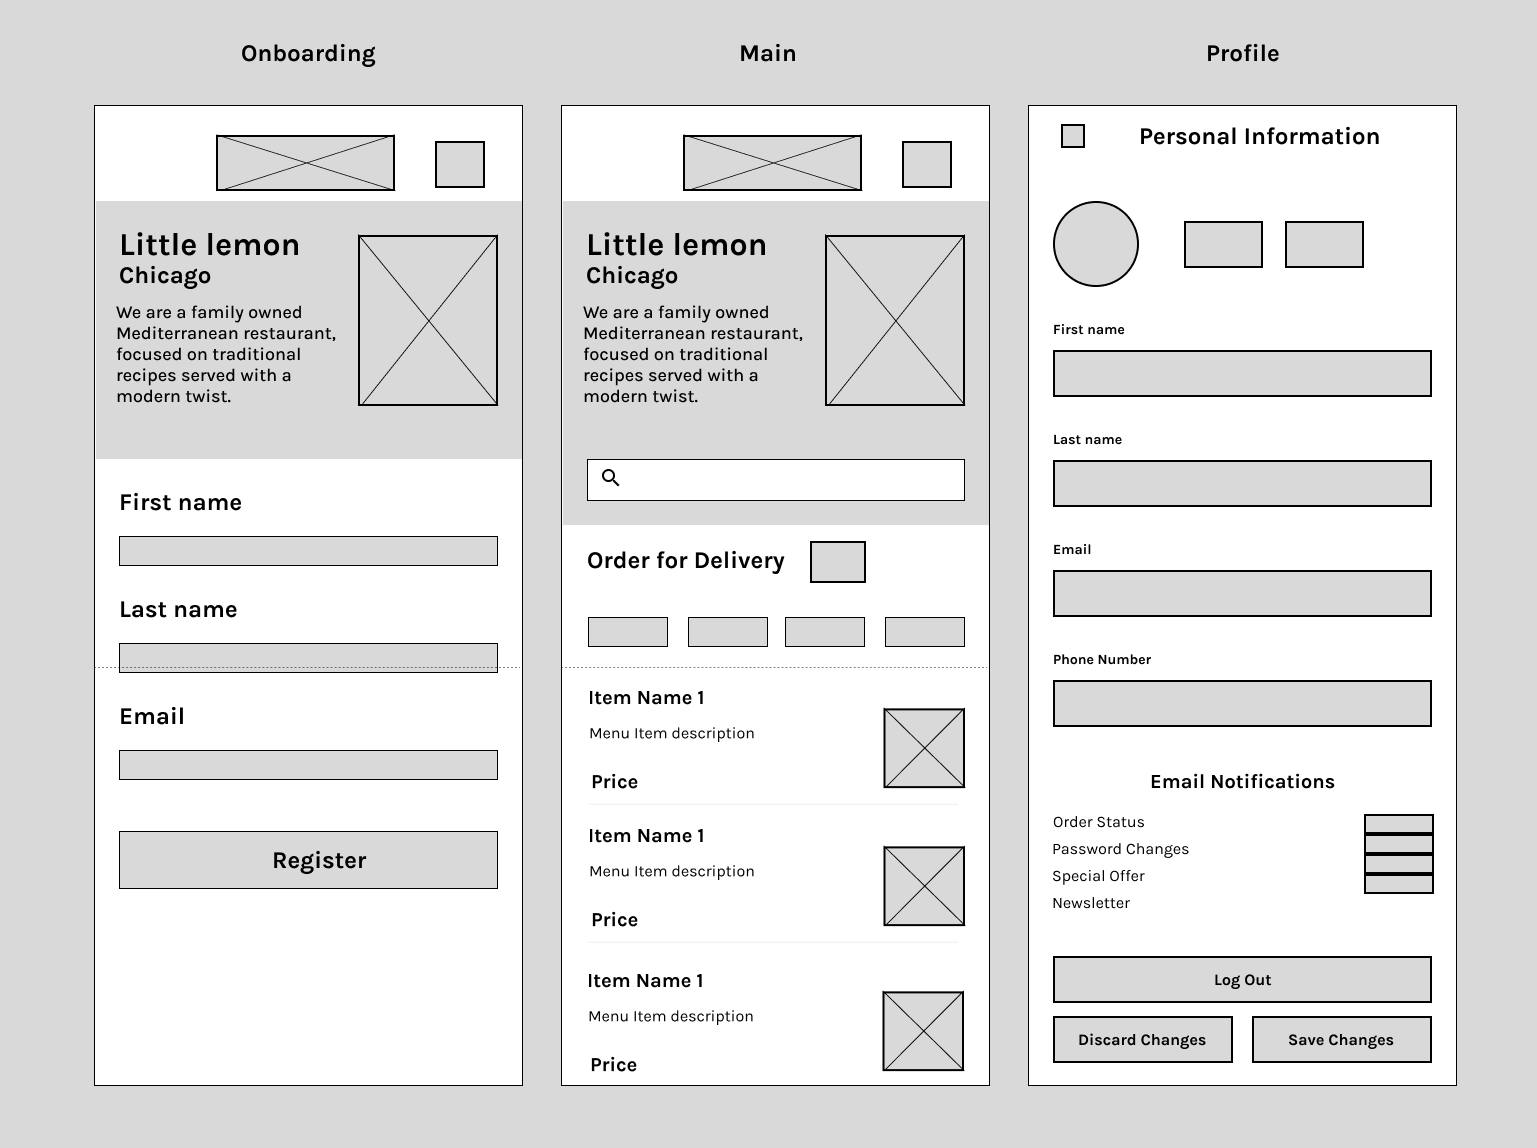 Onboarding
Main
Profile
Little lemon
Chicago
We are a family owned
Mediterranean restaurant,
focused on traditional
recipes served with a
modern twist.
First name
Last name
Email
Register
Little lemon
Chicago
We are a family owned
Mediterranean restaurant,
focused on traditional
recipes served with a
modern twist.
Order for Delivery
Item Name 1
Menu Item description
Price
Item Name 1
Menu Item description
Price
Item Name 1
Menu Item description
Price
Personal Information
First name
Last name
Email
Phone Number
Email Notifications
Order Status
Password Changes
Special Offer
Newsletter
Log Out
Discard Changes
Save Changes